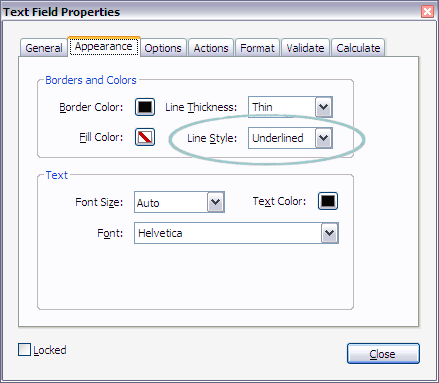 Text Field Properties
General Appearance Options Actions Format Validate Calculate
Borders and Colors
Border Color: Line Thickness: Thin
Fill Color: Line Style: Underlined
Text
Font Size: Auto Text Color:
Font: Helvetica
Locked
Close